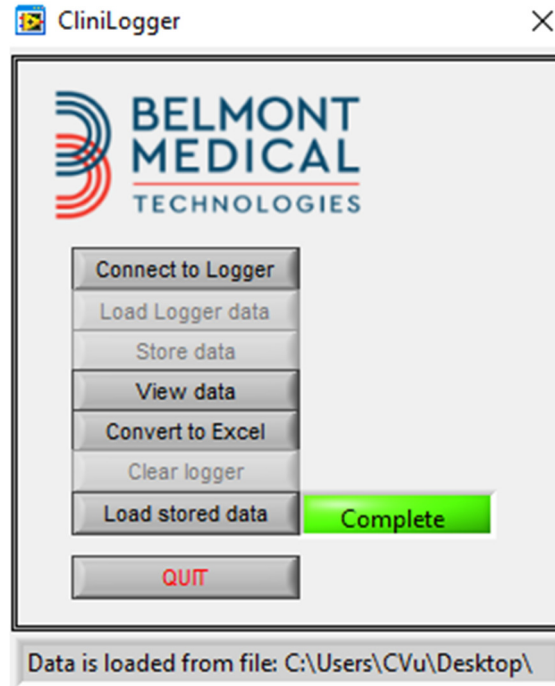 CliniLogger
BELMONT
MEDICAL
TECHNOLOGIES
Connect to Logger
Load Logger data
Store data
View data
Convert to Excel
Clear logger
Load stored data
Complete
QUIT
Data is loaded from file: C:\Users\CVu\Desktop\